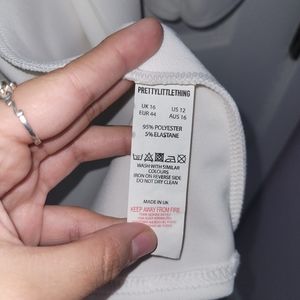 PRETTYLITTLETHING
UK 16 US 12
EUR 44 AUS 16
95% POLYESTER
5% ELASTANE
WASH WITH SIMILAR
COLOURS
IRON ON REVERSE SIDE
DO NOT DRY CLEAN
MADE IN UK
KEEP AWAY FROM FIRE